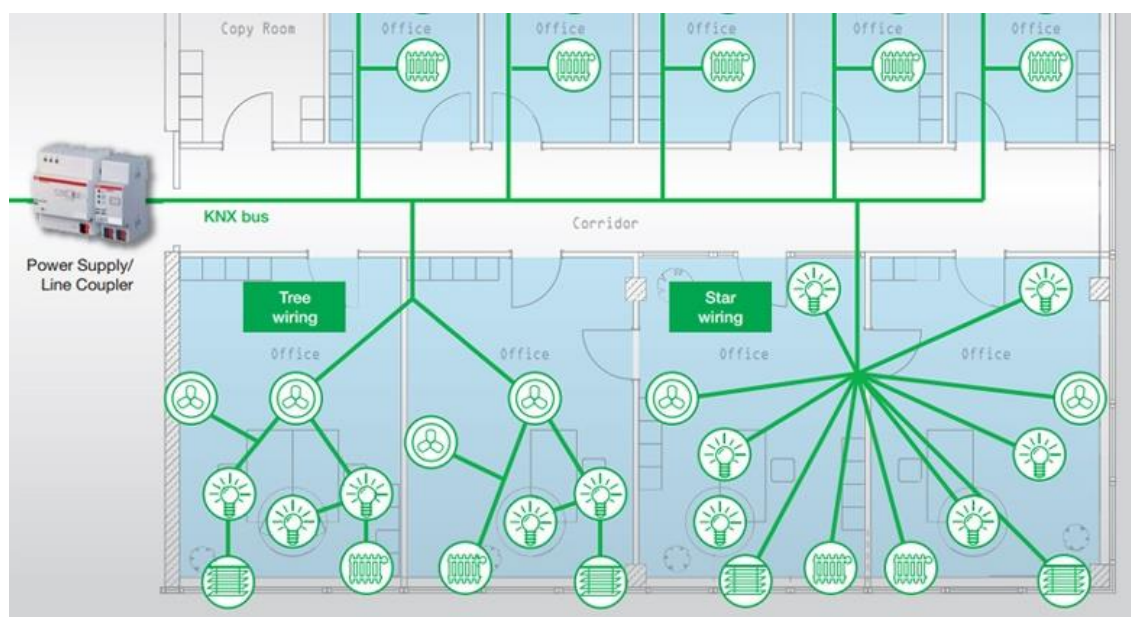 Copy Room
Office
Office
Office
Office
Office
KNX bus
Corridor
Power Supply/
Line Coupler
Tree
wiring
Star
wiring
Office
Office
Office
Office